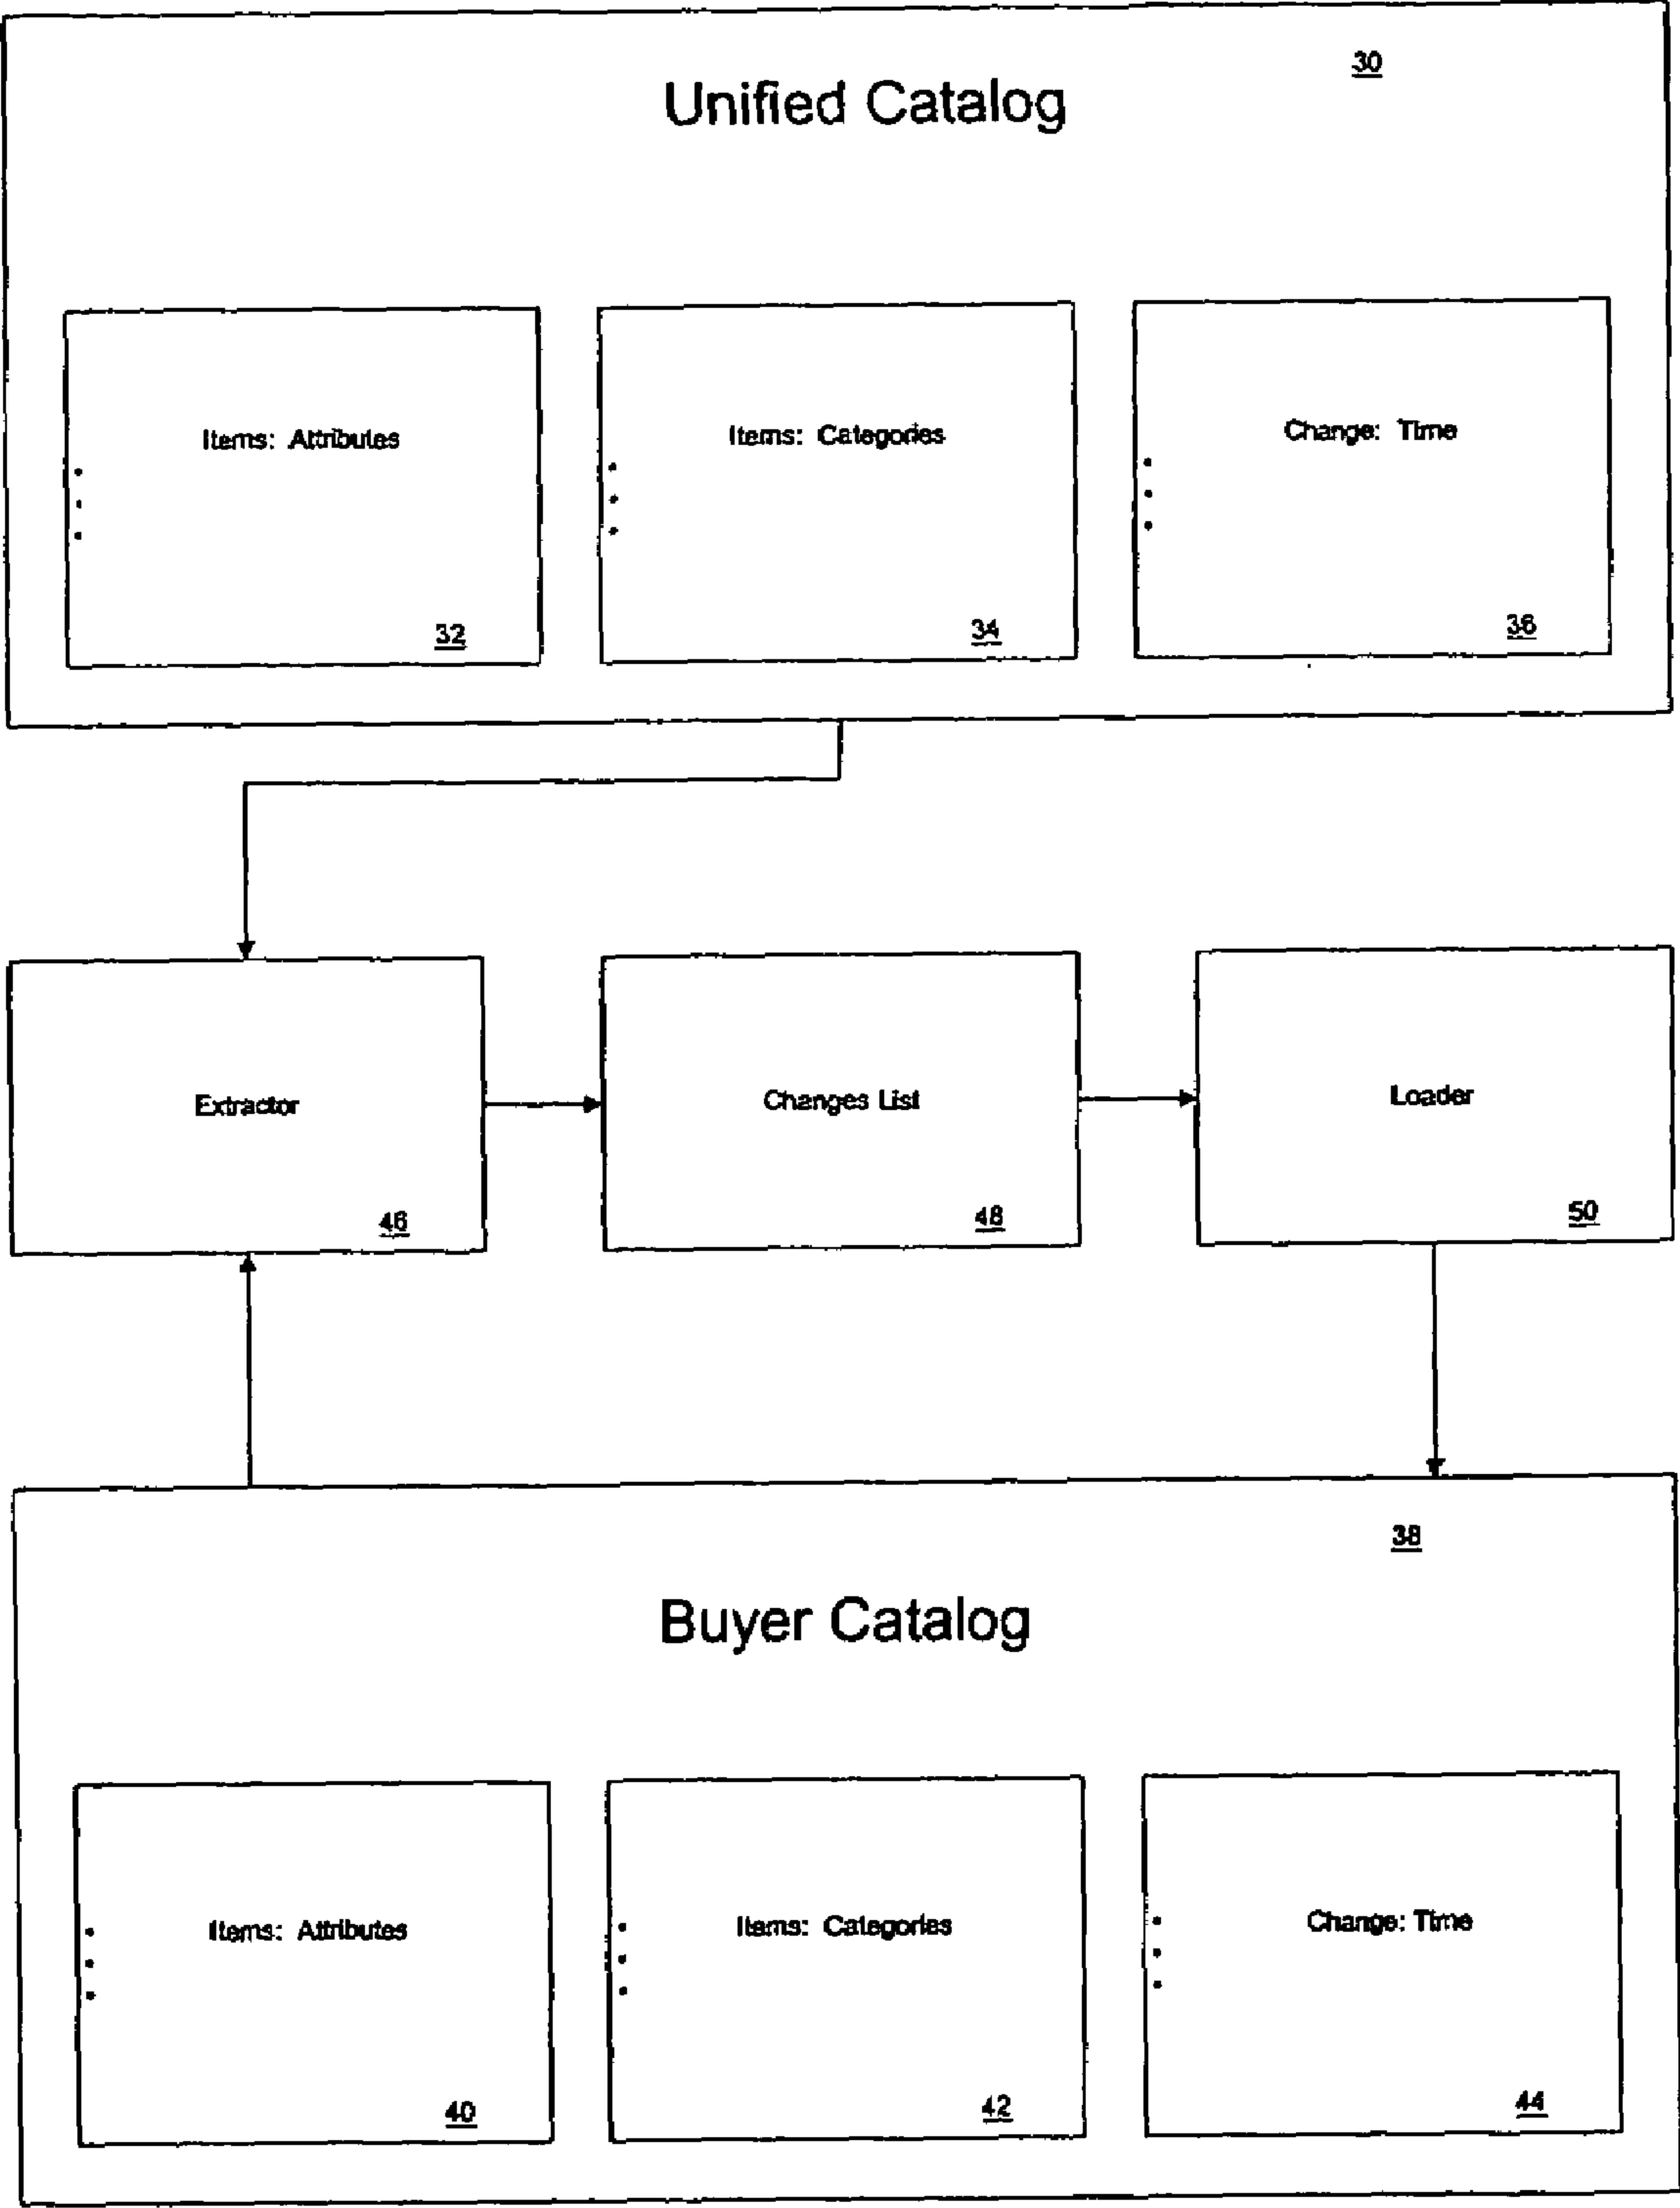 30
Unified Catalog
Items: Attributes
Items: Categories
Change: Time
32
34
36
Extractor
Changes List
Loader
46
48
50
38
Buyer Catalog
Items: Attributes
Items: Categories
Change: Time
40
42
44